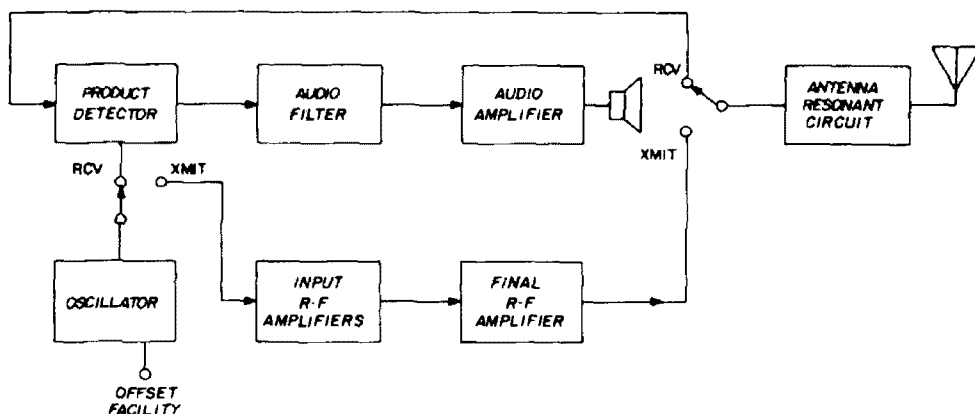 PRODUCT
DETECTOR
AUDIO
FILTER
AUDIO
AMPLIFIER
RCV
ANTENNA
RESONANT
CIRCUIT
XMIT
RCV
XMIT
OSCILLATOR
INPUT
R-F
AMPLIFIERS
FINAL
R-F
AMPLIFIER
OFFSET
FACILITY